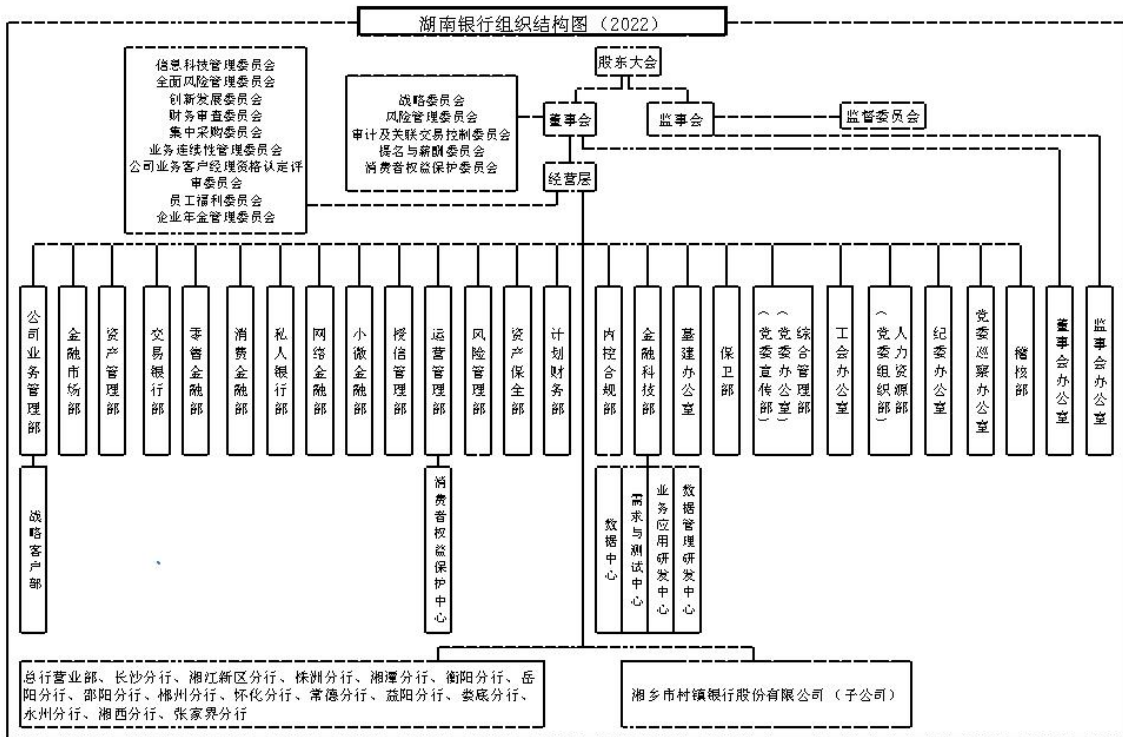 湖南银行组织结构图（2022）
股东大会
信息科技管理委员会
全面风险管理委员会
创新发展委员会
财务审查委员会
集中采购委员会
业务连续性管理委员会
公司业务客户经理资格认定评
审委员会
员工福利委员会
企业年金管理委员会
战略委员会
风险管理委员会
审计及关联交易控制委员会
提名与薪酬委员会
消费者权益保护委员会
董事会
监事会
监督委员会
经营层
公司业务管理部
金融市场部
资产管理部
交易银行部
零售金融部
消费金融部
私人银行部
网络金融部
小微金融部
授信管理部
运营管理部
风险管理部
资产保全部
计划财务部
内控合规部
金融科技部
基建办公室
保卫部
综合管理部
（党委办公室）
（党委宣传部）
工会办公室
人力资源部
（党委组织部）
纪委办公室
党委巡察办公室
稽核部
董事会办公室
监事会办公室
战略客户部
消费者权益保护中心
数据中心
需求与测试中心
业务应用研发中心
数据管理研发中心
总行营业部、长沙分行、湘江新区分行、株洲分行、湘潭分行、衡阳分行、岳
阳分行、邵阳分行、郴州分行、怀化分行、常德分行、益阳分行、娄底分行、
永州分行、湘西分行、张家界分行
湘乡市村镇银行股份有限公司（子公司）